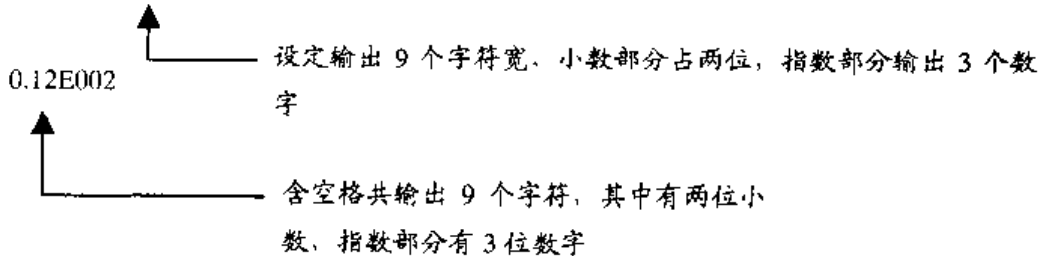 设定输出 9 个字符宽、小数部分占两位，指数部分输出 3 个数
0.12E002
字
含空格共输出 9 个字符，其中有两位小
数、指数部分有 3 位数字